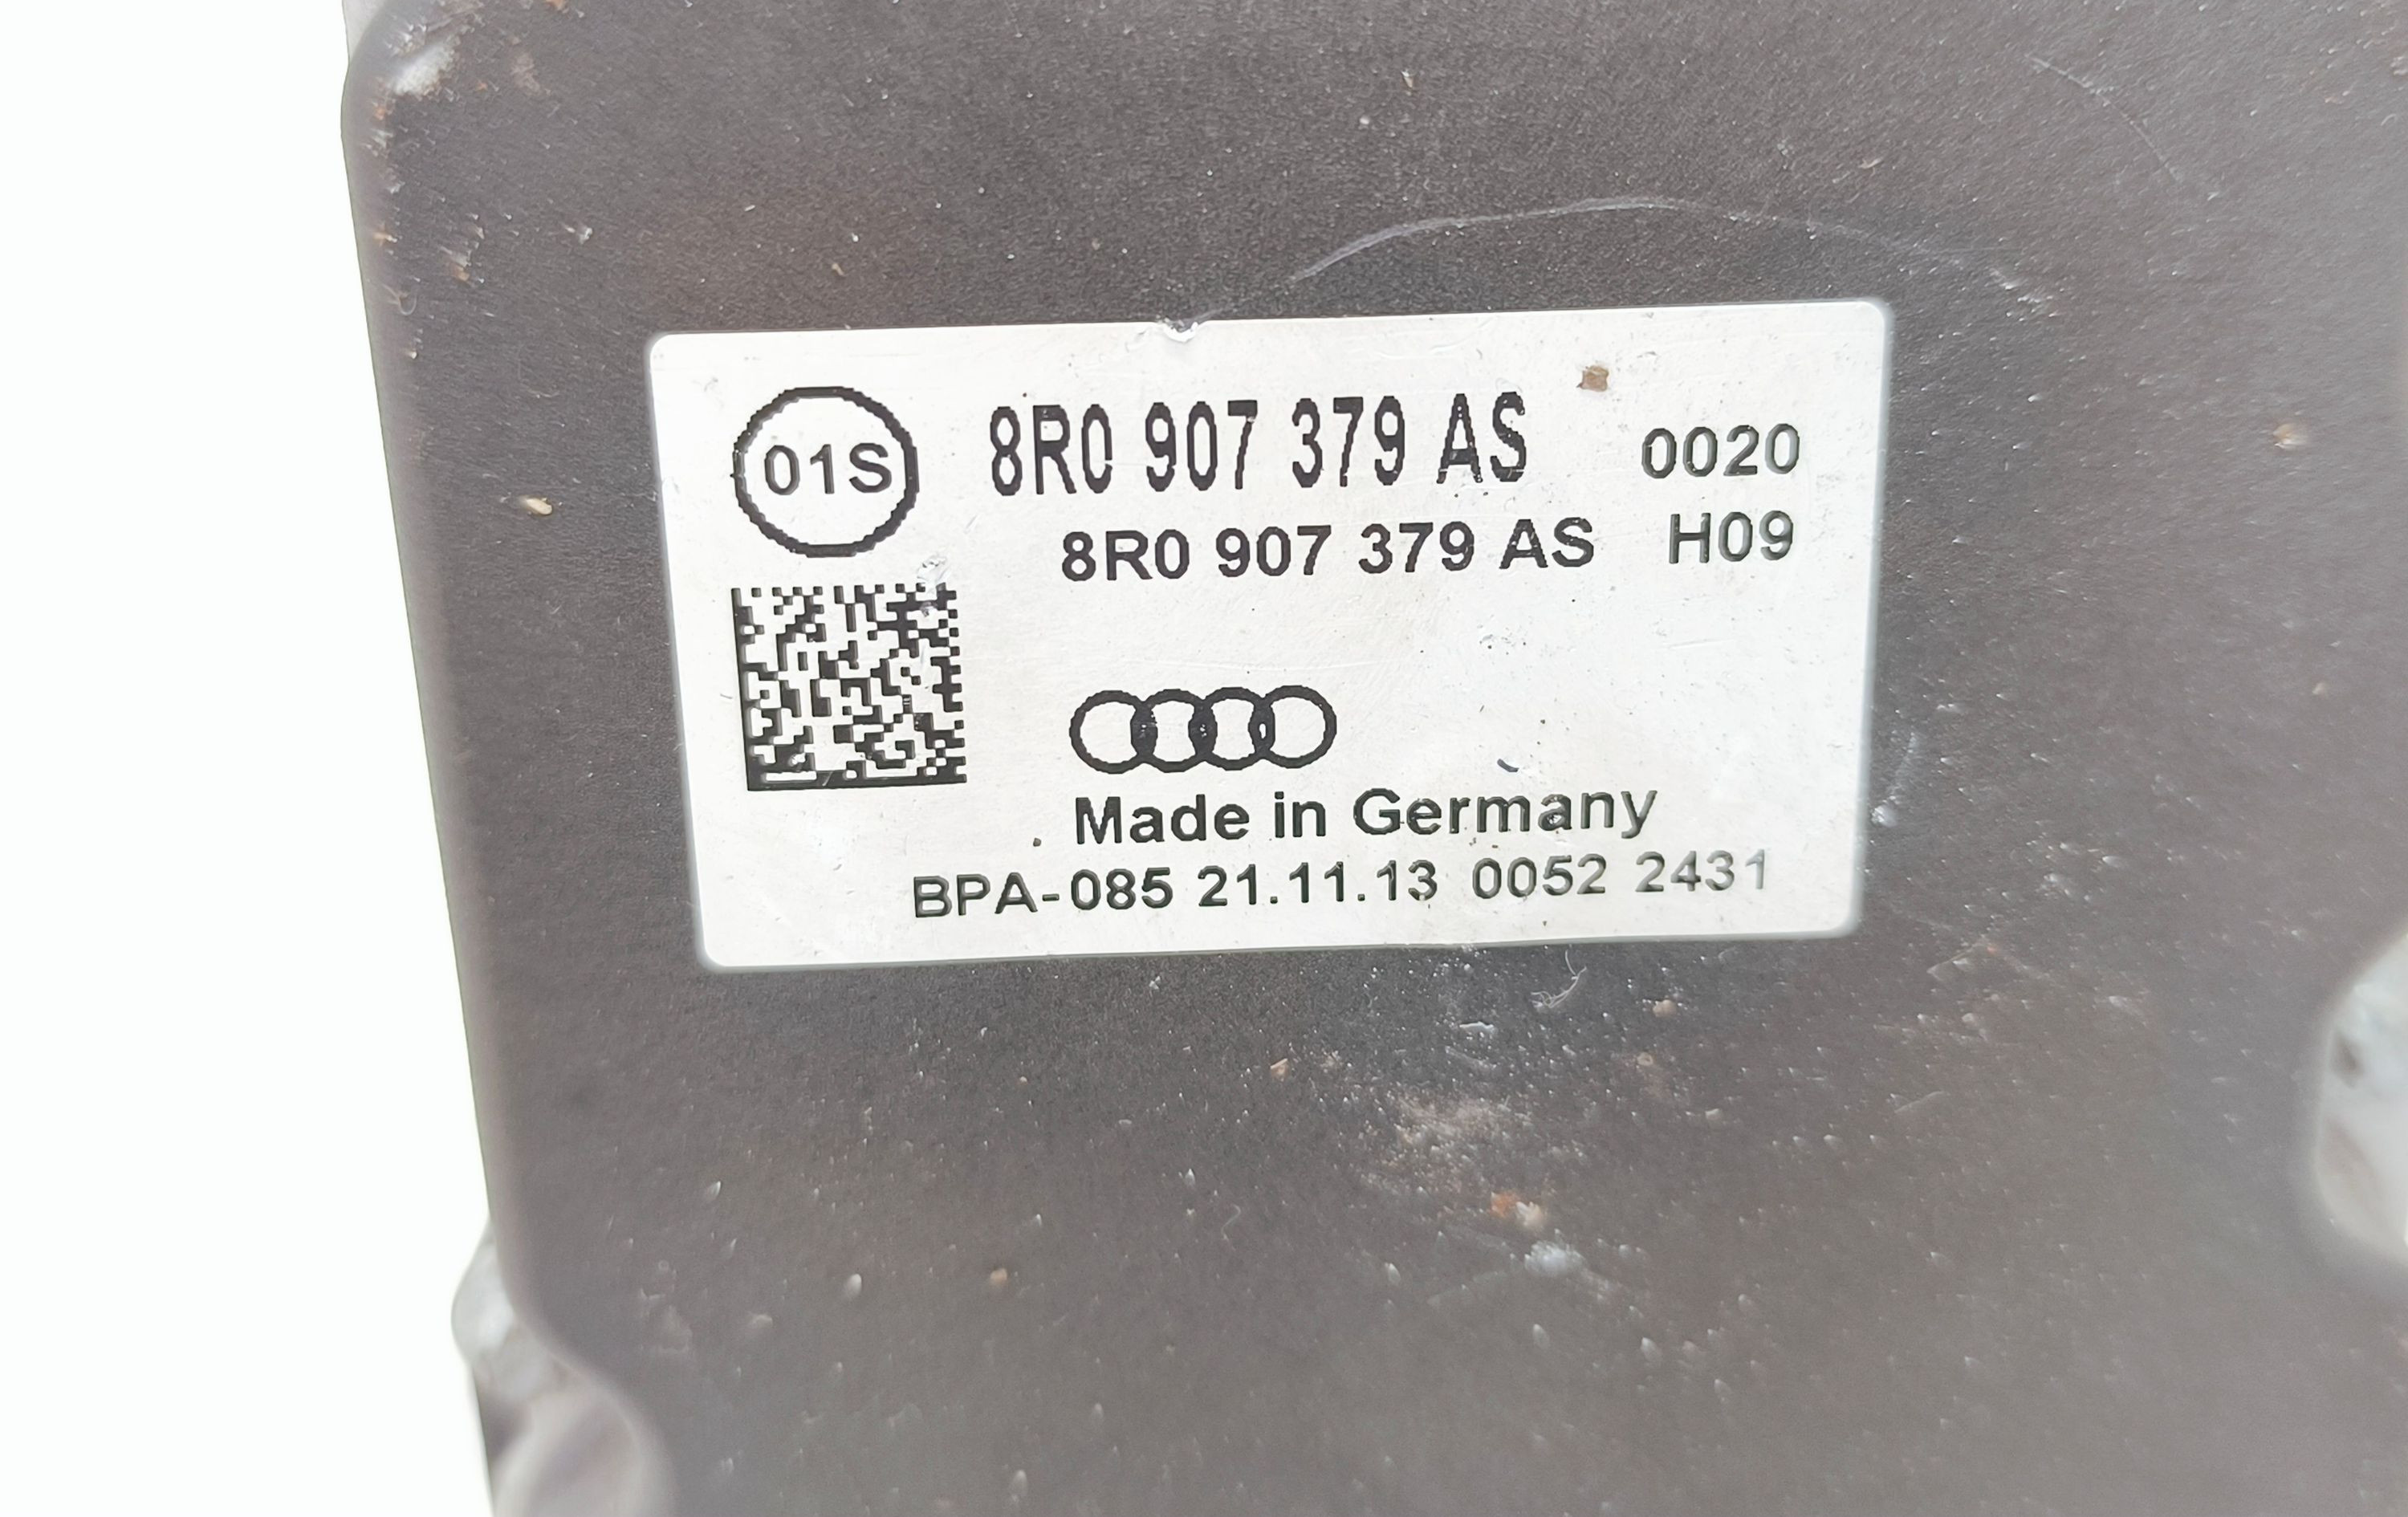 01S
8R0 907 379 AS 0020
8R0 907 379 AS H09
Made in Germany
BPA-085 21.11.13 0052 2431